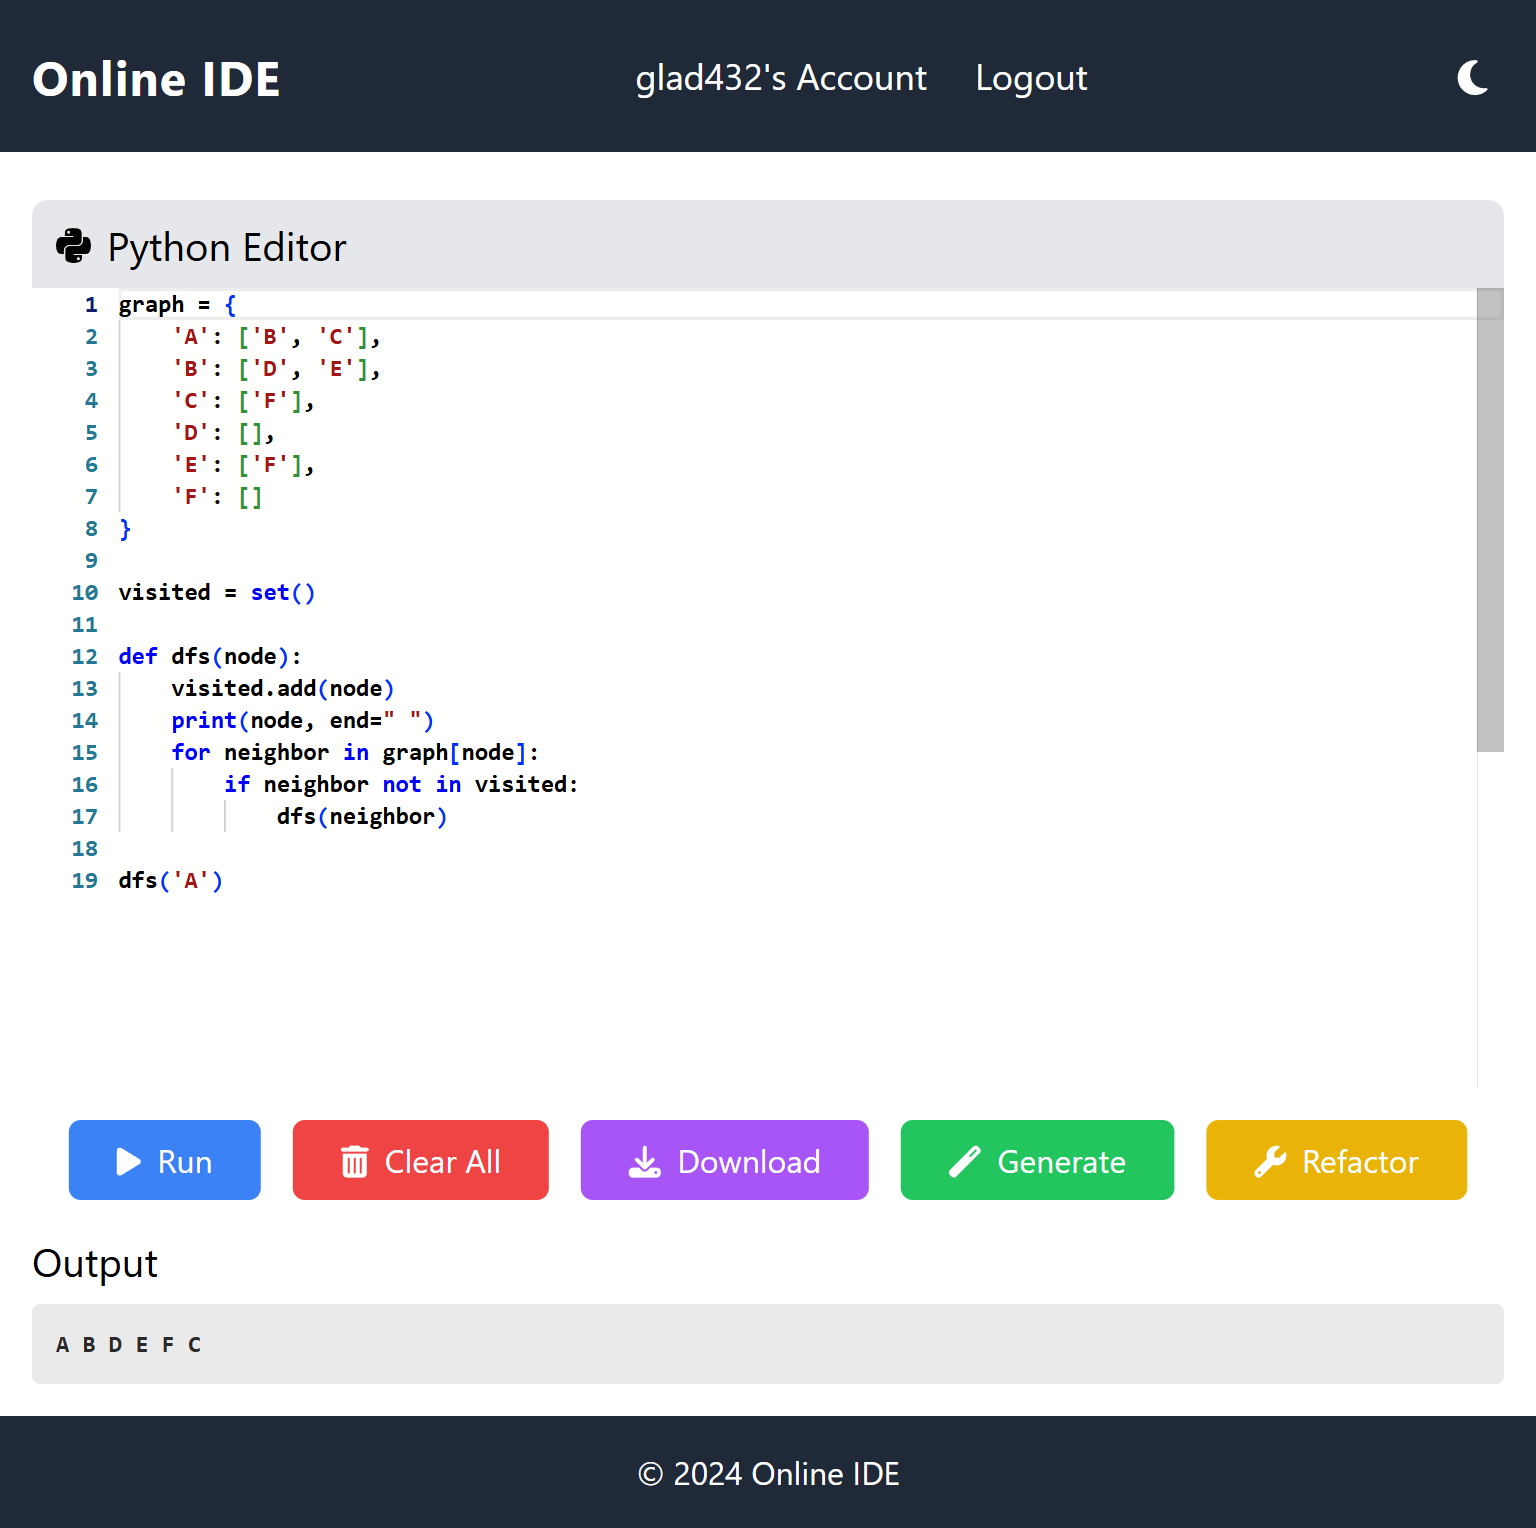 Online IDE
glad432's Account
Logout
Python Editor
1 graph = {
2     'A': ['B', 'C'],
3     'B': ['D', 'E'],
4     'C': ['F'],
5     'D': [],
6     'E': ['F'],
7     'F': []
8 }
9
10 visited = set()
11
12 def dfs(node):
13     visited.add(node)
14     print(node, end=" ")
15     for neighbor in graph[node]:
16         if neighbor not in visited:
17             dfs(neighbor)
18
19 dfs('A')
Run
Clear All
Download
Generate
Refactor
Output
A B D E F C
© 2024 Online IDE